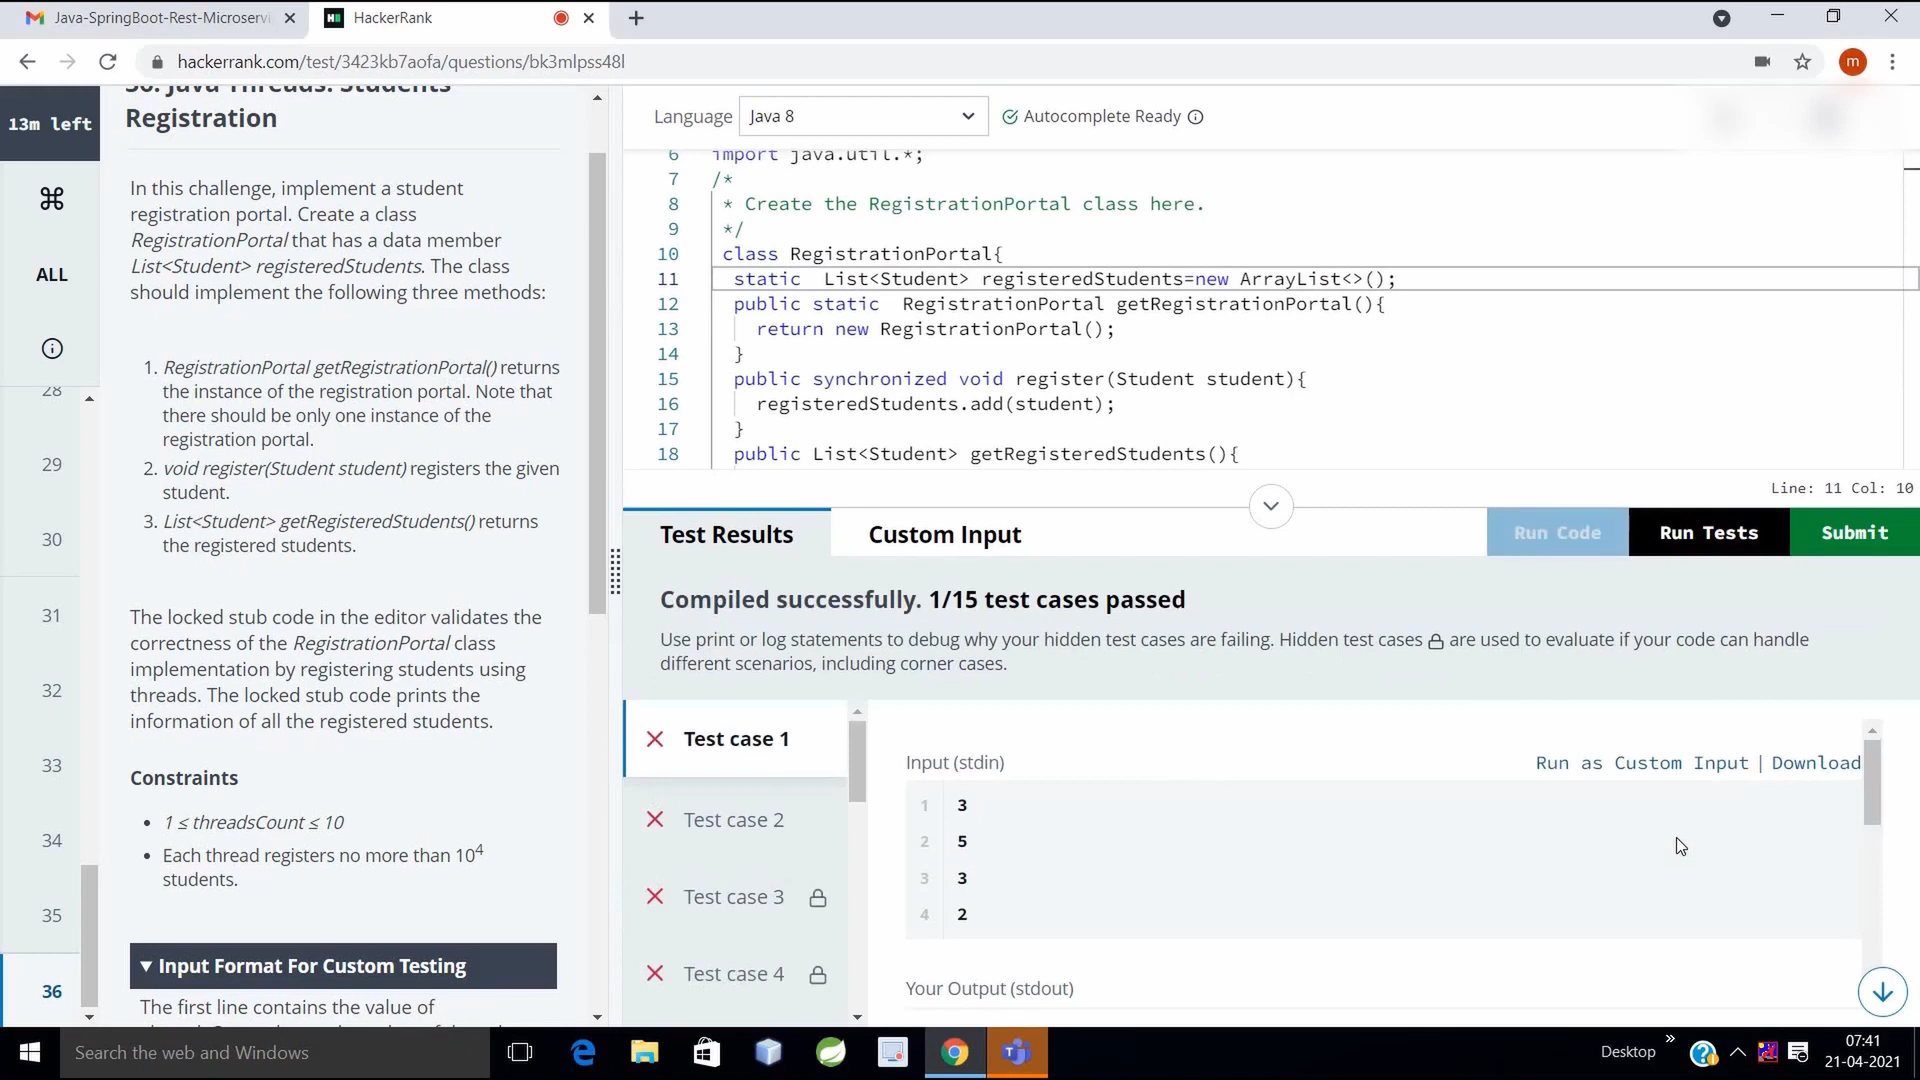 Java-SpringBoot-Rest-Microservi
HackerRank
hackerrank.com/test/3423kb7aofa/questions/bk3mlpss48l
m
13m left
ALL
28
29
30
31
32
33
34
35
36
36. Java Threads: Students
Registration
In this challenge, implement a student
registration portal. Create a class
RegistrationPortal that has a data member
List<Student> registeredStudents. The class
should implement the following three methods:
1. RegistrationPortal getRegistrationPortal() returns
the instance of the registration portal. Note that
there should be only one instance of the
registration portal.
2. void register(Student student) registers the given
student.
3. List<Student> getRegisteredStudents() returns
the registered students.
The locked stub code in the editor validates the
correctness of the RegistrationPortal class
implementation by registering students using
threads. The locked stub code prints the
information of all the registered students.
Constraints
• 1 ≤ threadsCount ≤ 10
• Each thread registers no more than 10⁴
students.
Input Format For Custom Testing
The first line contains the value of
Language Java 8 Autocomplete Ready
6 import java.util.*;
7 /*
8 * Create the RegistrationPortal class here.
9 */
10 class RegistrationPortal{
11 static List<Student> registeredStudents=new ArrayList<>();
12 public static RegistrationPortal getRegistrationPortal(){
13 return new RegistrationPortal();
14 }
15 public synchronized void register(Student student){
16 registeredStudents.add(student);
17 }
18 public List<Student> getRegisteredStudents(){
Line: 11 Col: 10
Test Results Custom Input Run Code Run Tests Submit
Compiled successfully. 1/15 test cases passed
Use print or log statements to debug why your hidden test cases are failing. Hidden test cases are used to evaluate if your code can handle
different scenarios, including corner cases.
Test case 1
Test case 2
Test case 3
Test case 4
Input (stdin) Run as Custom Input | Download
1 3
2 5
3 3
4 2
Your Output (stdout)
Search the web and Windows
Desktop
07:41
21-04-2021